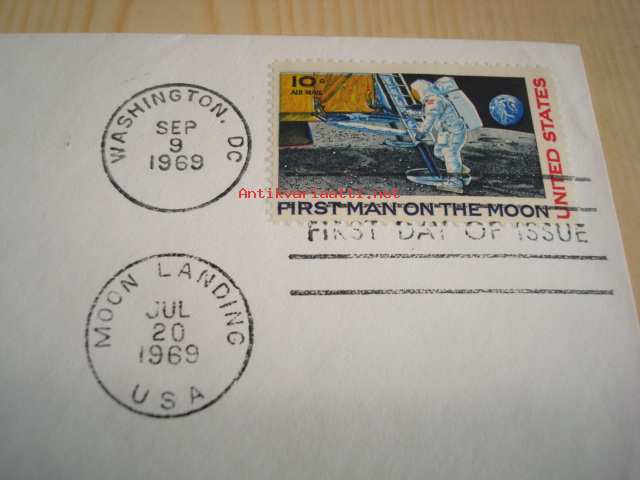 WASHINGTON, DC
SEP
9
1969
10¢
AIR MAIL
UNITED STATES
FIRST MAN ON THE MOON
FIRST DAY OF ISSUE
MOON LANDING
JUL
20
1969
USA
Antikvariaatti.net